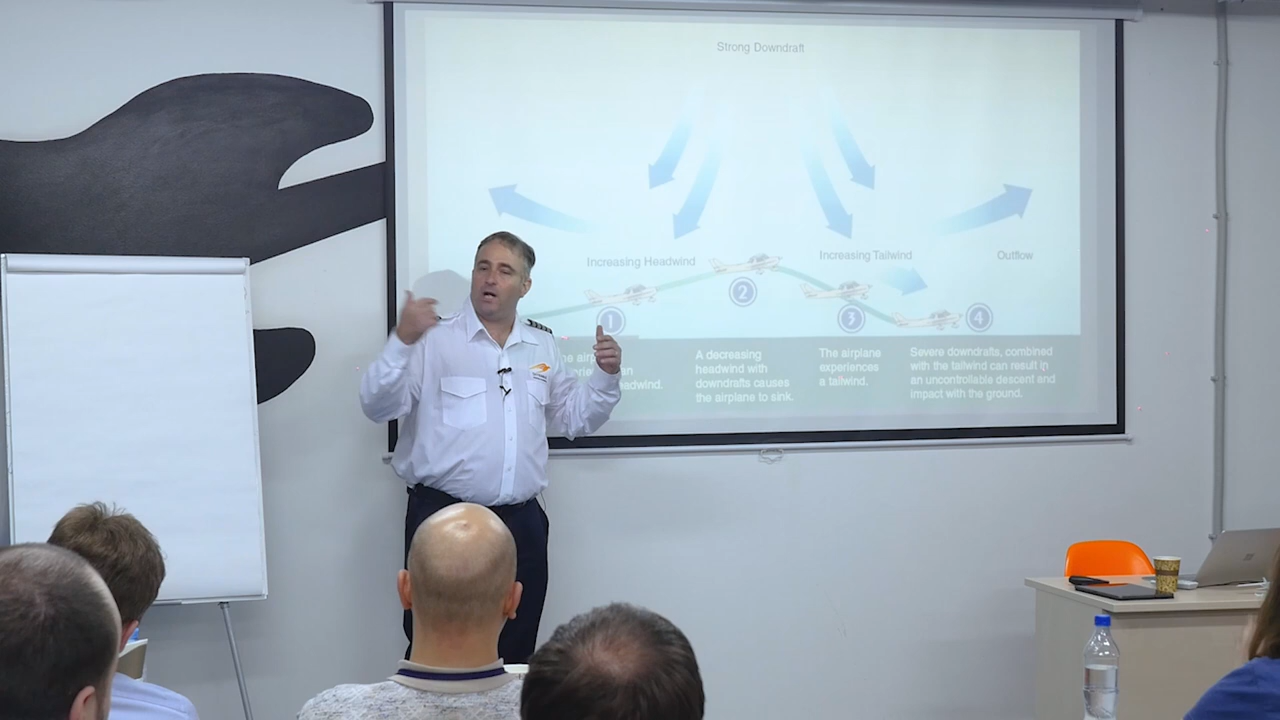 Strong Downdraft
Increasing Headwind
Increasing Tailwind
Outflow
1
2
3
4
an
headwind.
A decreasing
headwind with
downdrafts causes
the airplane to sink.
The airplane
experiences
a tailwind.
Severe downdrafts, combined
with the tailwind can result in
an uncontrollable descent and
impact with the ground.